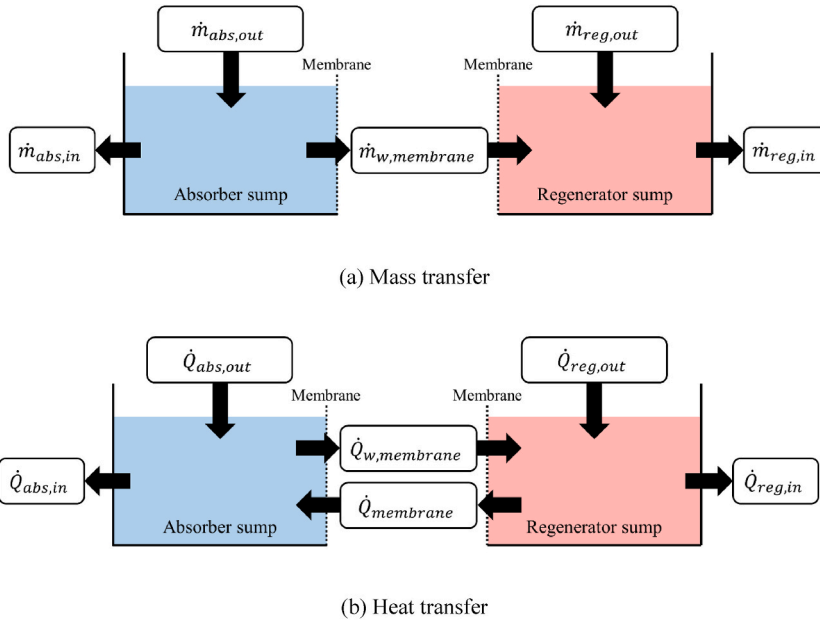 ṁabs,out
ṁreg,out
Membrane
Membrane
ṁabs,in
ṁw,membrane
ṁreg,in
Absorber sump
Regenerator sump
(a) Mass transfer
Q̇abs,out
Q̇reg,out
Membrane
Membrane
Q̇w,membrane
Q̇abs,in
Q̇membrane
Q̇reg,in
Absorber sump
Regenerator sump
(b) Heat transfer